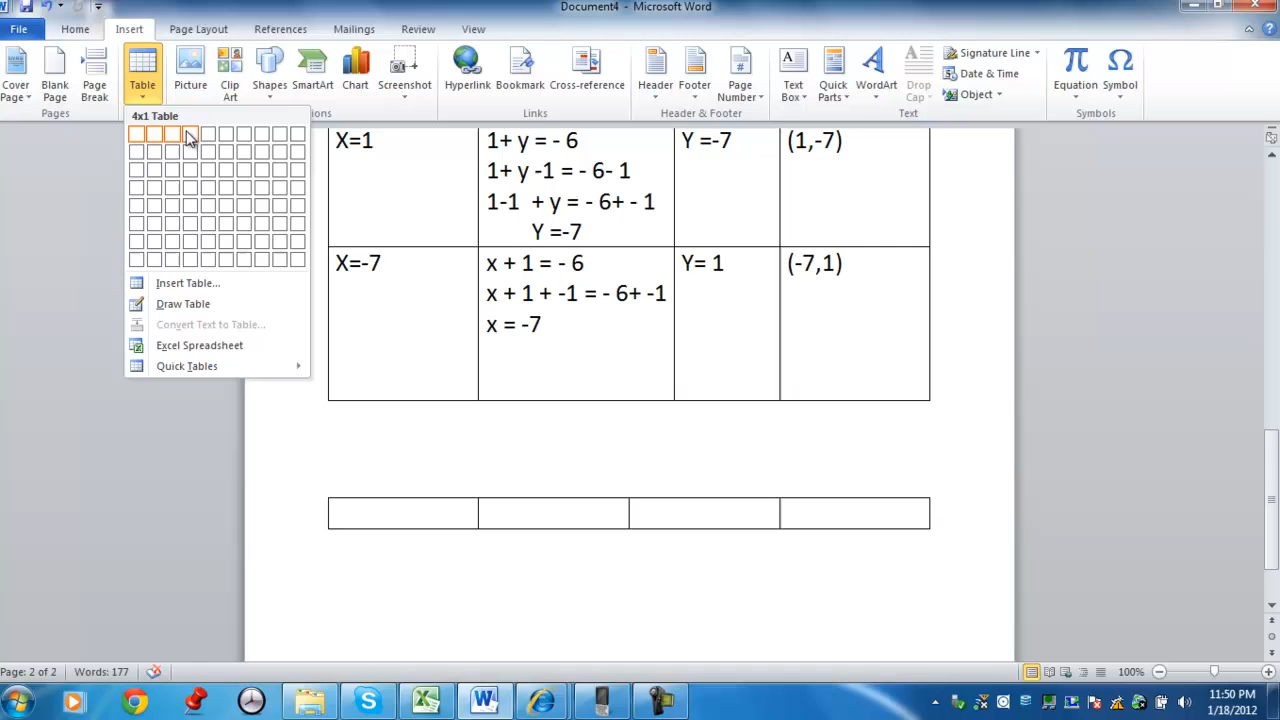 Document4 - Microsoft Word
File Home Insert Page Layout References Mailings Review View
Cover Page
Blank Page
Page Break
Pages
Table
Picture
Clip Art
Shapes
SmartArt
Chart
Screenshot
ions
Hyperlink
Bookmark
Cross-reference
Links
Header
Footer
Page Number
Header & Footer
Text Box
Quick Parts
WordArt
Drop Cap
Signature Line
Date & Time
Object
Text
Equation
Symbol
Symbols
4x1 Table
Insert Table...
Draw Table
Convert Text to Table...
Excel Spreadsheet
Quick Tables
X=1
1+ y = - 6
1+ y -1 = - 6- 1
1-1 + y = - 6+ - 1
Y =-7
Y =-7
(1,-7)
X=-7
x + 1 = - 6
x + 1 + -1 = - 6+ -1
x = -7
Y= 1
(-7,1)
Page: 2 of 2 Words: 177 100%
11:50 PM
1/18/2012